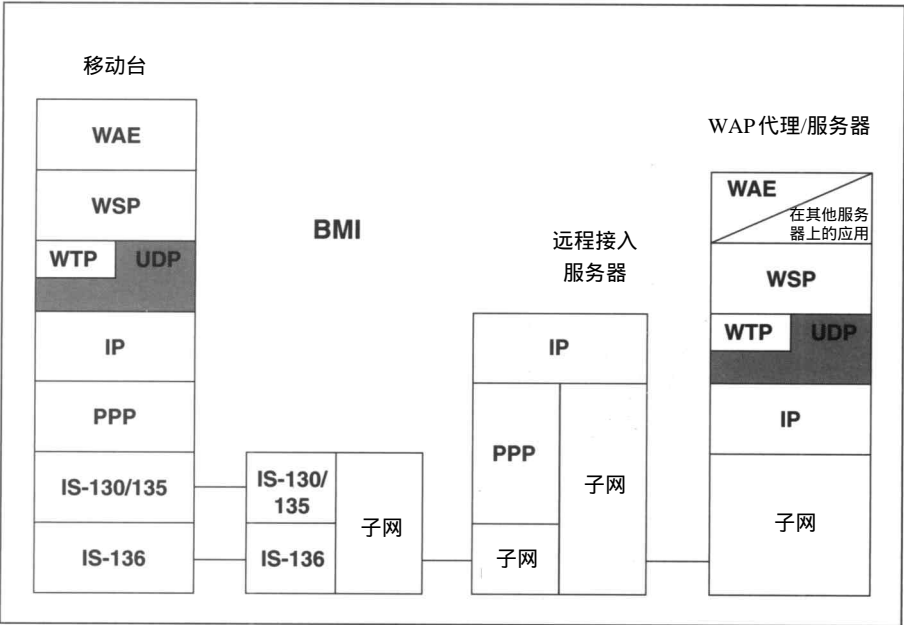 移动台
WAE
WSP
WTP UDP
IP
PPP
IS-130/135
IS-136
BMI
IS-130/
135
IS-136
子网
远程接入
服务器
IP
PPP
子网
子网
WAP代理/服务器
WAE
在其他服务
器上的应用
WSP
WTP UDP
IP
子网